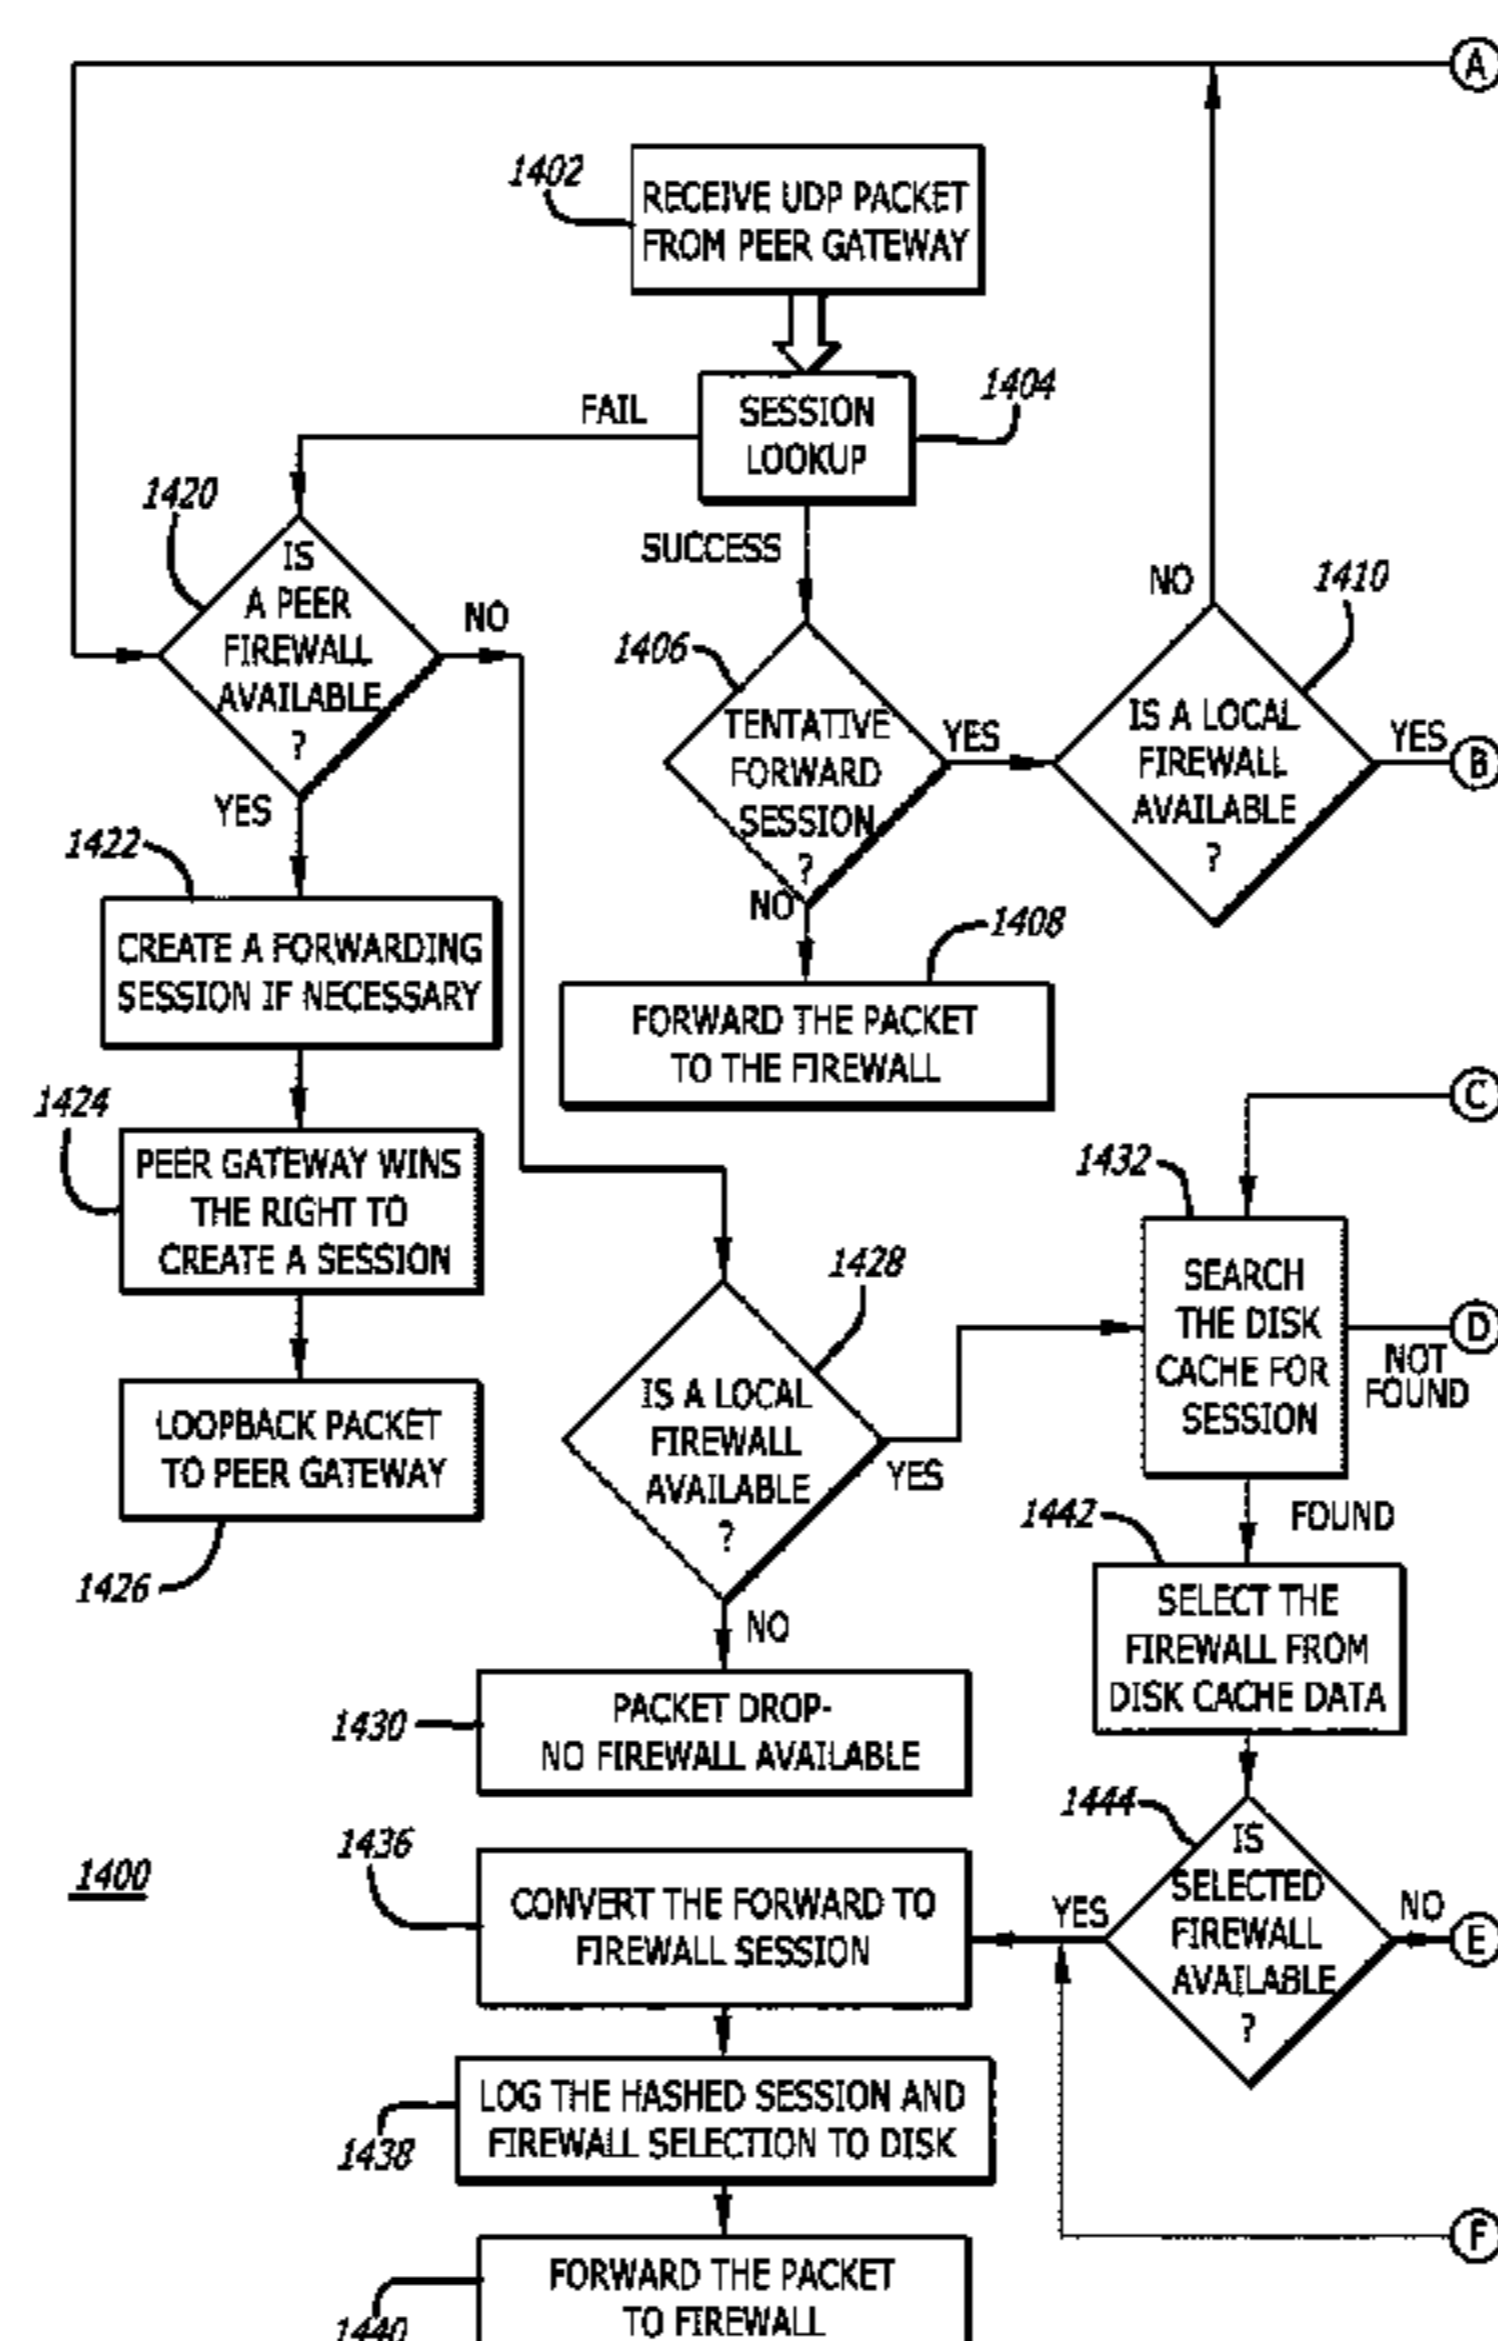 A
1402
RECEIVE UDP PACKET
FROM PEER GATEWAY
1404
SESSION
LOOKUP
FAIL
SUCCESS
1420
IS
A PEER
FIREWALL
AVAILABLE
?
NO
YES
1406
TENTATIVE
FORWARD
SESSION
?
YES
NO
1410
IS A LOCAL
FIREWALL
AVAILABLE
?
NO
YES
B
1422
CREATE A FORWARDING
SESSION IF NECESSARY
1408
FORWARD THE PACKET
TO THE FIREWALL
1424
PEER GATEWAY WINS
THE RIGHT TO
CREATE A SESSION
C
1432
SEARCH
THE DISK
CACHE FOR
SESSION
D
NOT
FOUND
FOUND
1428
IS A LOCAL
FIREWALL
AVAILABLE
?
YES
NO
LOOPBACK PACKET
TO PEER GATEWAY
1426
1442
SELECT THE
FIREWALL FROM
DISK CACHE DATA
1430
PACKET DROP-
NO FIREWALL AVAILABLE
1444
IS
SELECTED
FIREWALL
AVAILABLE
?
YES
NO
E
1400
1436
CONVERT THE FORWARD TO
FIREWALL SESSION
1438
LOG THE HASHED SESSION AND
FIREWALL SELECTION TO DISK
F
1440
FORWARD THE PACKET
TO FIREWALL